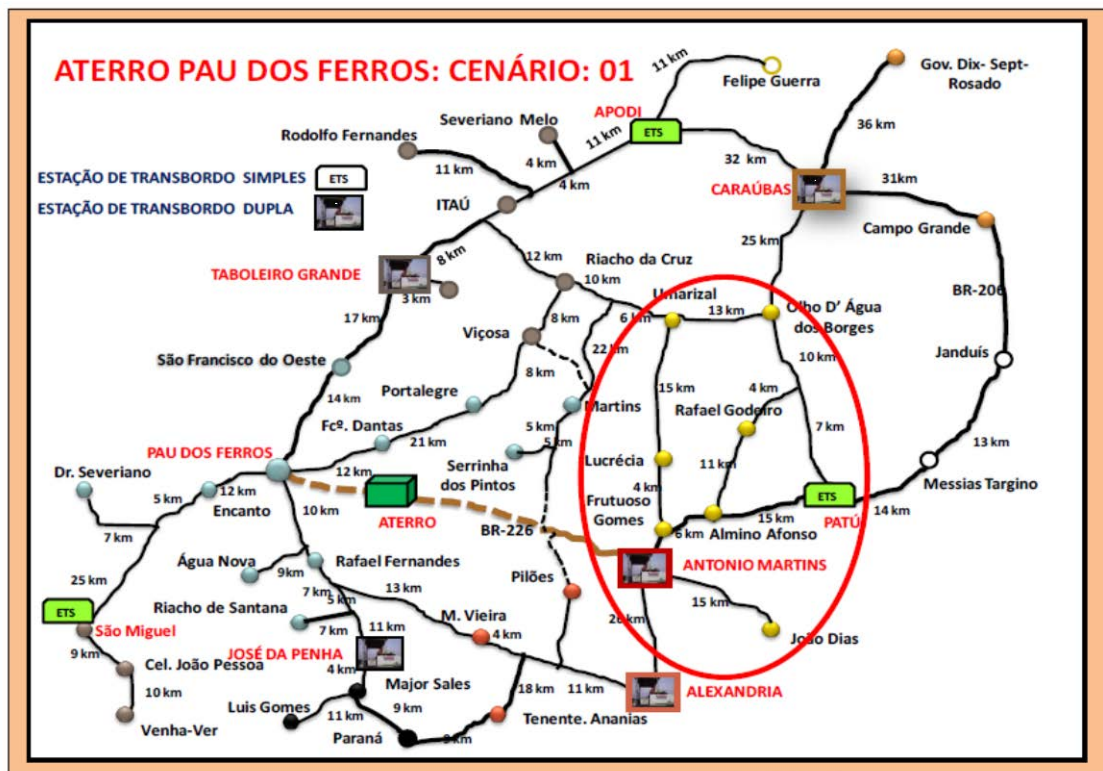 ATERRO PAU DOS FERROS: CENÁRIO: 01
11 km
Felipe Guerra
Gov. Dix- Sept-
Rosado
APODI
ETS
11 km
36 km
Severiano Melo
Rodolfo Fernandes
11 km
4 km
4 km
32 km
ESTAÇÃO DE TRANSBORDO SIMPLES
ETS
ESTAÇÃO DE TRANSBORDO DUPLA
CARAÚBAS
31km
ITAÚ
Campo Grande
25 km
8 km
12 km
Riacho da Cruz
10 km
TABOLEIRO GRANDE
3 km
Umarizal
6 km
13 km
Olho D' Água
dos Borges
BR-206
17 km
8 km
Viçosa
22 km
10 km
Janduís
São Francisco do Oeste
8 km
15 km
4 km
14 km
Portalegre
Martins
Rafael Godeiro
7 km
Fcº. Dantas
21 km
5 km
5 km
13 km
PAU DOS FERROS
12 km
Serrinha
dos Pintos
Lucrécia
11 km
Messias Targino
Dr. Severiano
12 km
5 km
Encanto
10 km
ATERRO
4 km
Frutuoso
Gomes
ETS
14 km
PATÚ
15 km
7 km
BR-226
6 km
Almino Afonso
ANTONIO MARTINS
Água Nova
9km
Rafael Fernandes
Pilões
25 km
7 km
5 km
13 km
15 km
ETS
Riacho de Santana
M. Vieira
São Miguel
7 km
11 km
4 km
João Dias
9 km
JOSÉ DA PENHA
Cel. João Pessoa
4 km
Major Sales
18 km
11 km
ALEXANDRIA
10 km
Luis Gomes
11 km
9 km
Tenente. Ananias
Venha-Ver
Paraná